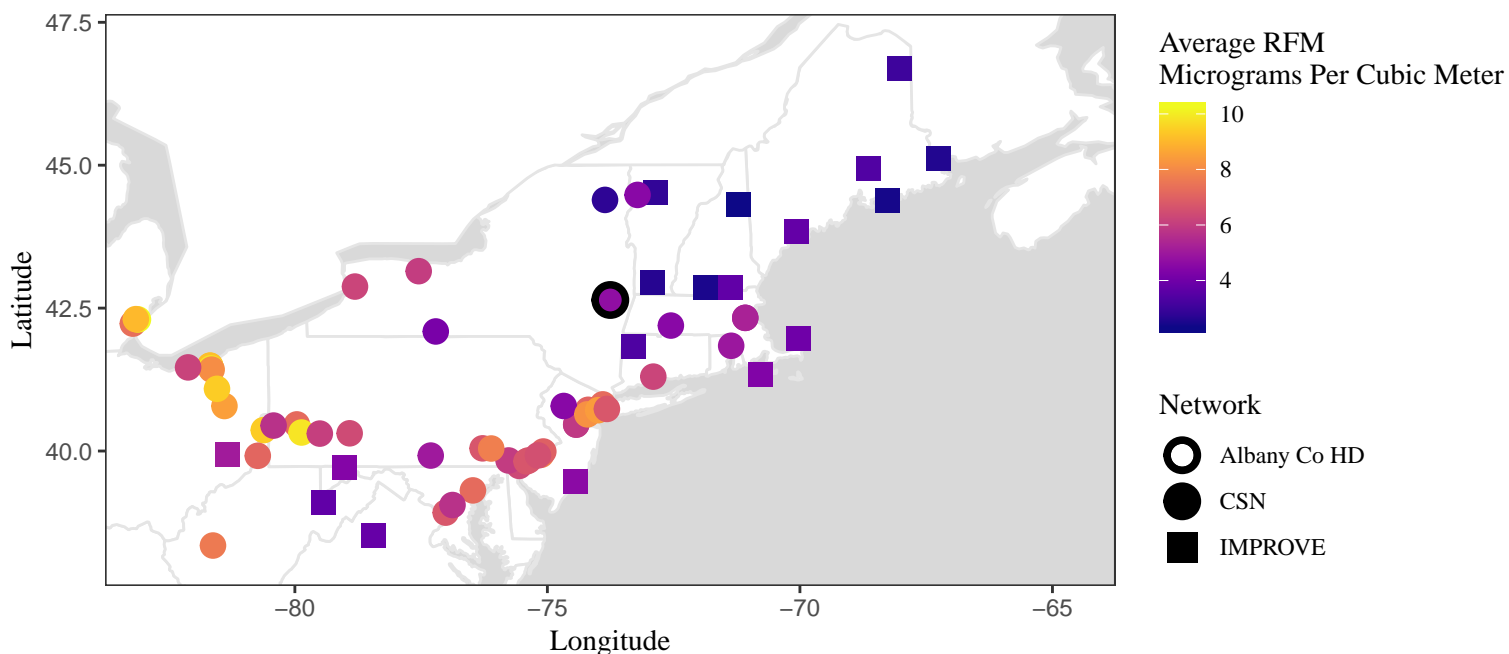 47.5
45.0
42.5
40.0
Latitude
−80
−75
−70
−65
Longitude
Average RFM
Micrograms Per Cubic Meter
10
8
6
4
Network
Albany Co HD
CSN
IMPROVE